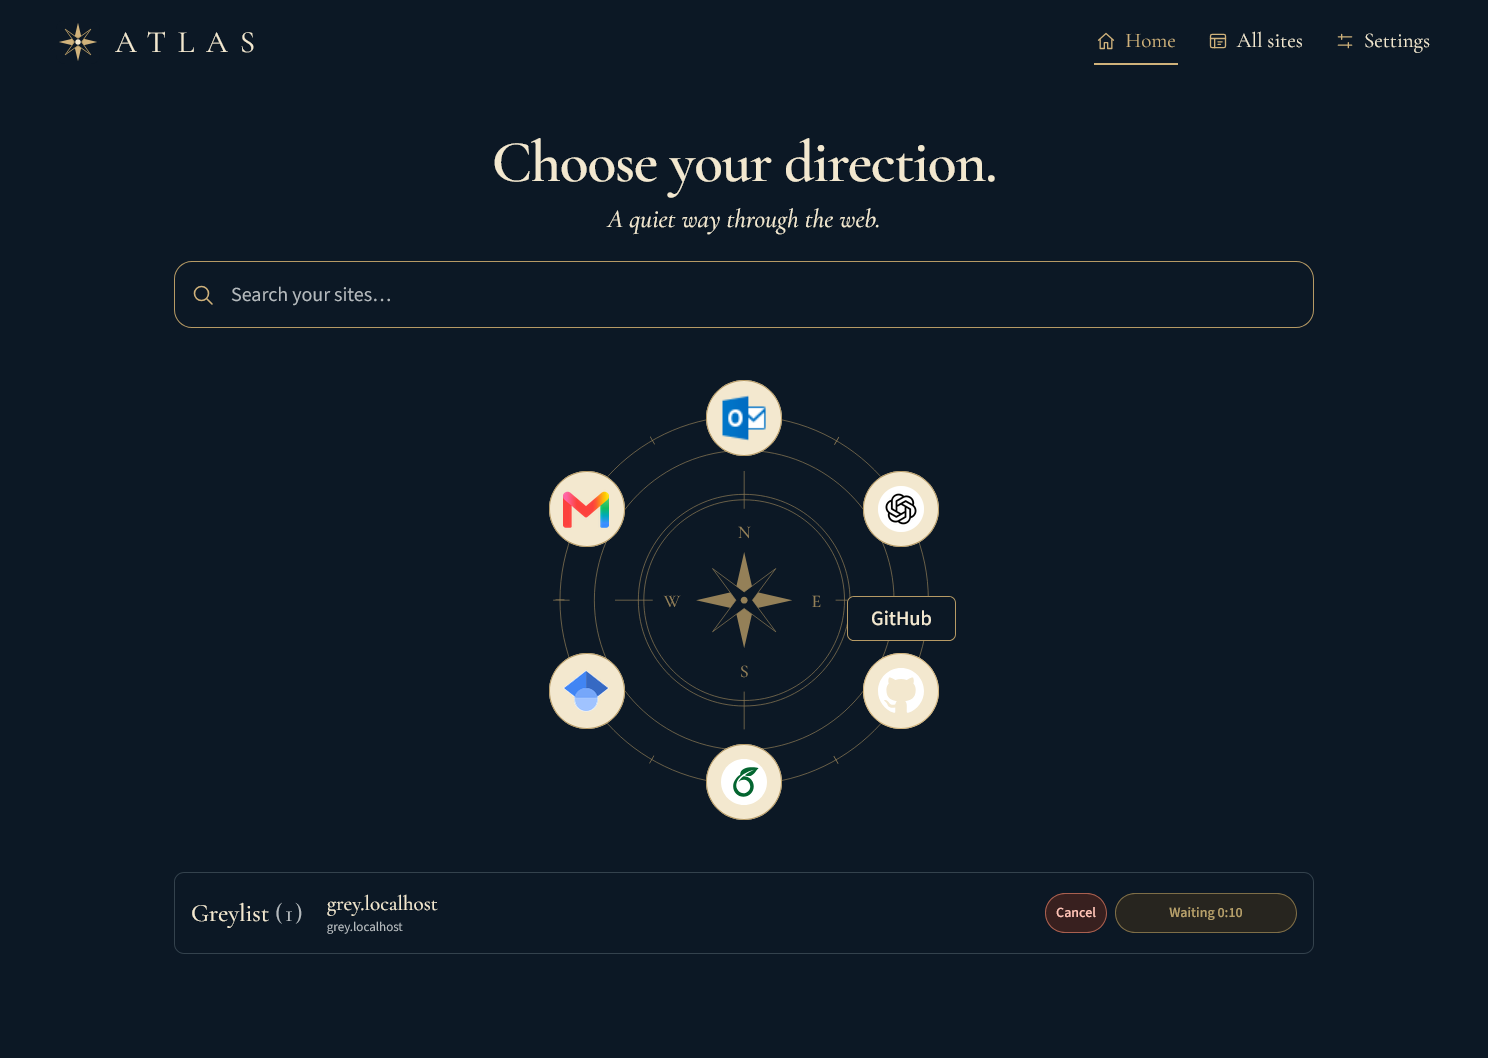 ATLAS
Home
All sites
Settings
Choose your direction.
A quiet way through the web.
Search your sites…
N
W
E
S
GitHub
Greylist (1)
grey.localhost
grey.localhost
Cancel
Waiting 0:10